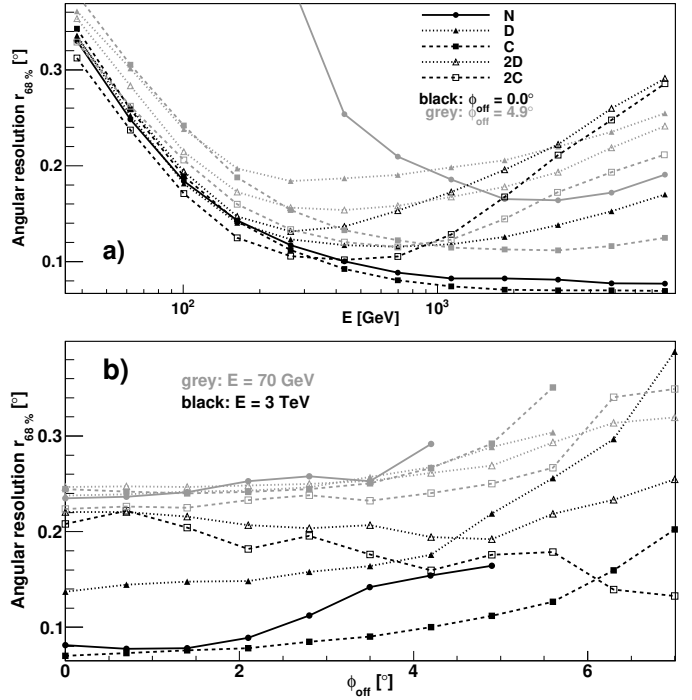 Angular resolution r68 % [°]
0.3
0.2
0.1
N
D
C
2D
2C
black: ϕoff = 0.0°
grey: ϕoff = 4.9°
a)
10²
10³
E [GeV]
Angular resolution r68 % [°]
0.3
0.2
0.1
b)
grey: E = 70 GeV
black: E = 3 TeV
0 2 4 6
ϕoff [°]